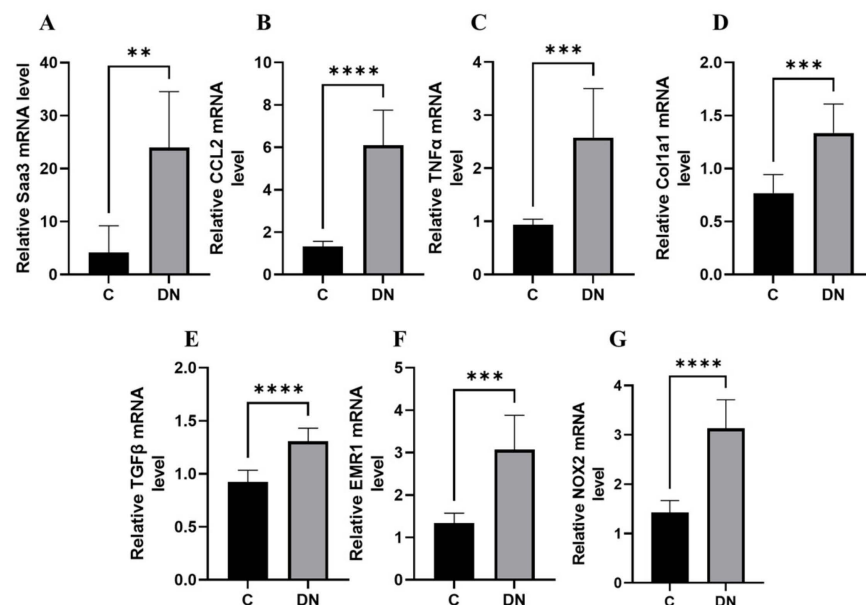 A
Relative Saa3 mRNA level
40
30
20
10
0
**
C DN
B
Relative CCL2 mRNA
level
10
8
6
4
2
0
****
C DN
C
Relative TNFα mRNA
level
4
3
2
1
0
***
C DN
D
Relative Col1a1 mRNA
level
2.0
1.5
1.0
0.5
0.0
***
C DN
E
Relative TGFβ mRNA
level
2.0
1.5
1.0
0.5
0.0
****
C DN
F
Relative EMR1 mRNA
level
5
4
3
2
1
0
***
C DN
G
Relative NOX2 mRNA
level
4
3
2
1
0
****
C DN